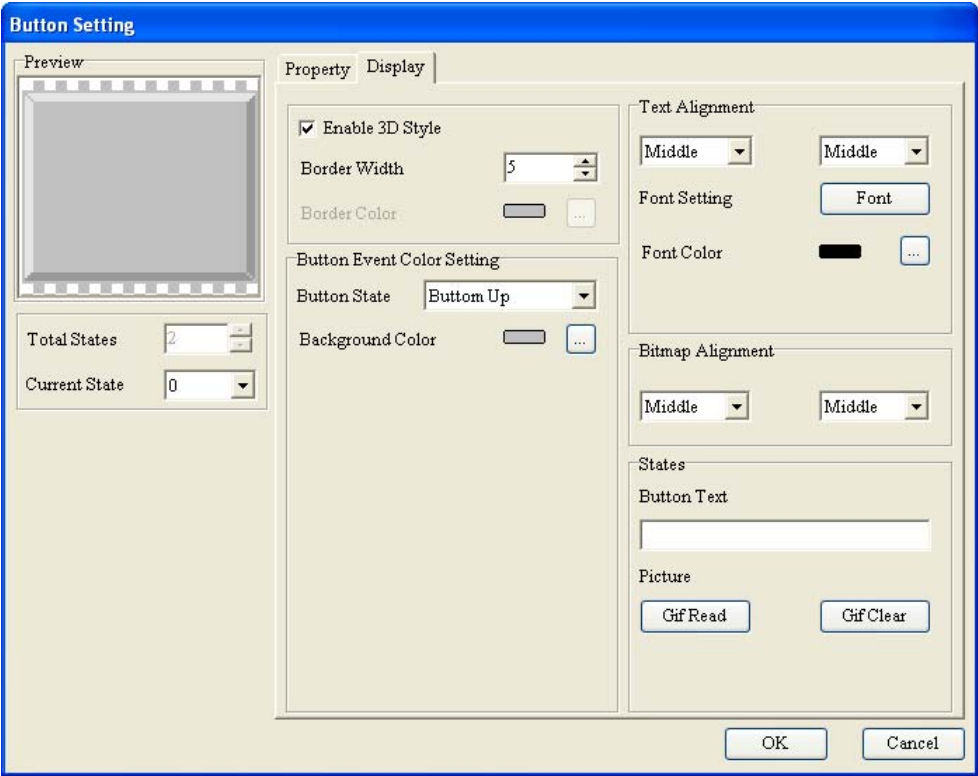 Button Setting
Preview
Total States 2
Current State 0
Property Display
Enable 3D Style
Border Width 5
Border Color ...
Button Event Color Setting
Button State Buttom Up
Background Color ...
Text Alignment
Middle Middle
Font Setting Font
Font Color ...
Bitmap Alignment
Middle Middle
States
Button Text
Picture
Gif Read Gif Clear
OK Cancel